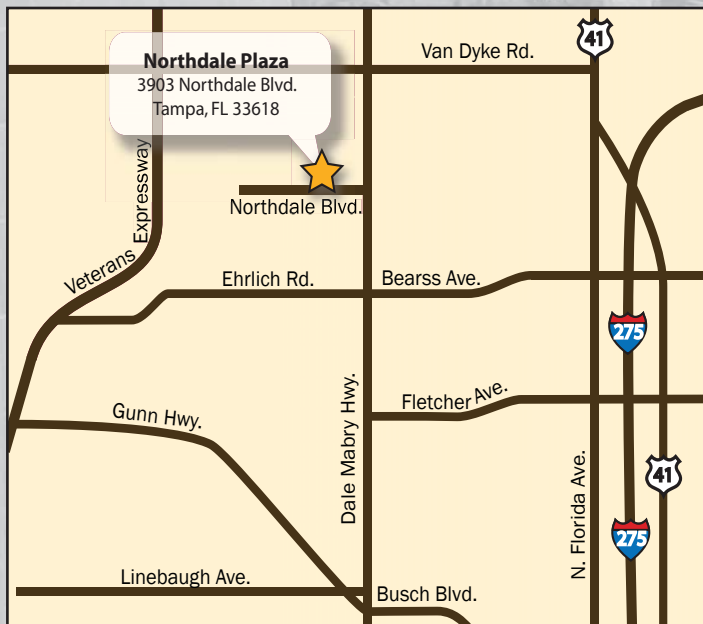 41
Van Dyke Rd.
Northdale Plaza
3903 Northdale Blvd.
Tampa, FL 33618
Veterans Expressway
Northdale Blvd.
Ehrlich Rd.
Bearss Ave.
275
Gunn Hwy.
Dale Mabry Hwy.
Fletcher Ave.
N. Florida Ave.
41
275
Linebaugh Ave.
Busch Blvd.